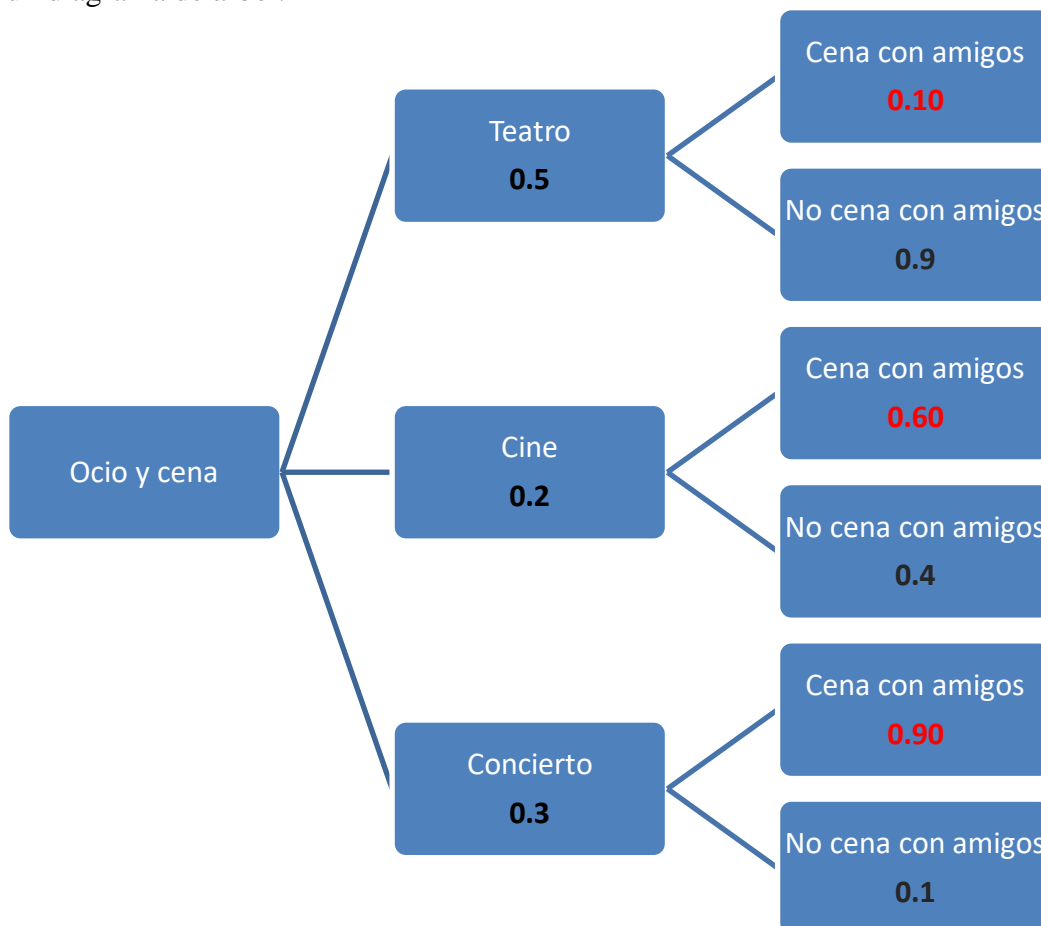 Teatro
0.5
Cena con amigos
0.10
No cena con amigos
0.9
Ocio y cena
Cine
0.2
Cena con amigos
0.60
No cena con amigos
0.4
Concierto
0.3
Cena con amigos
0.90
No cena con amigos
0.1